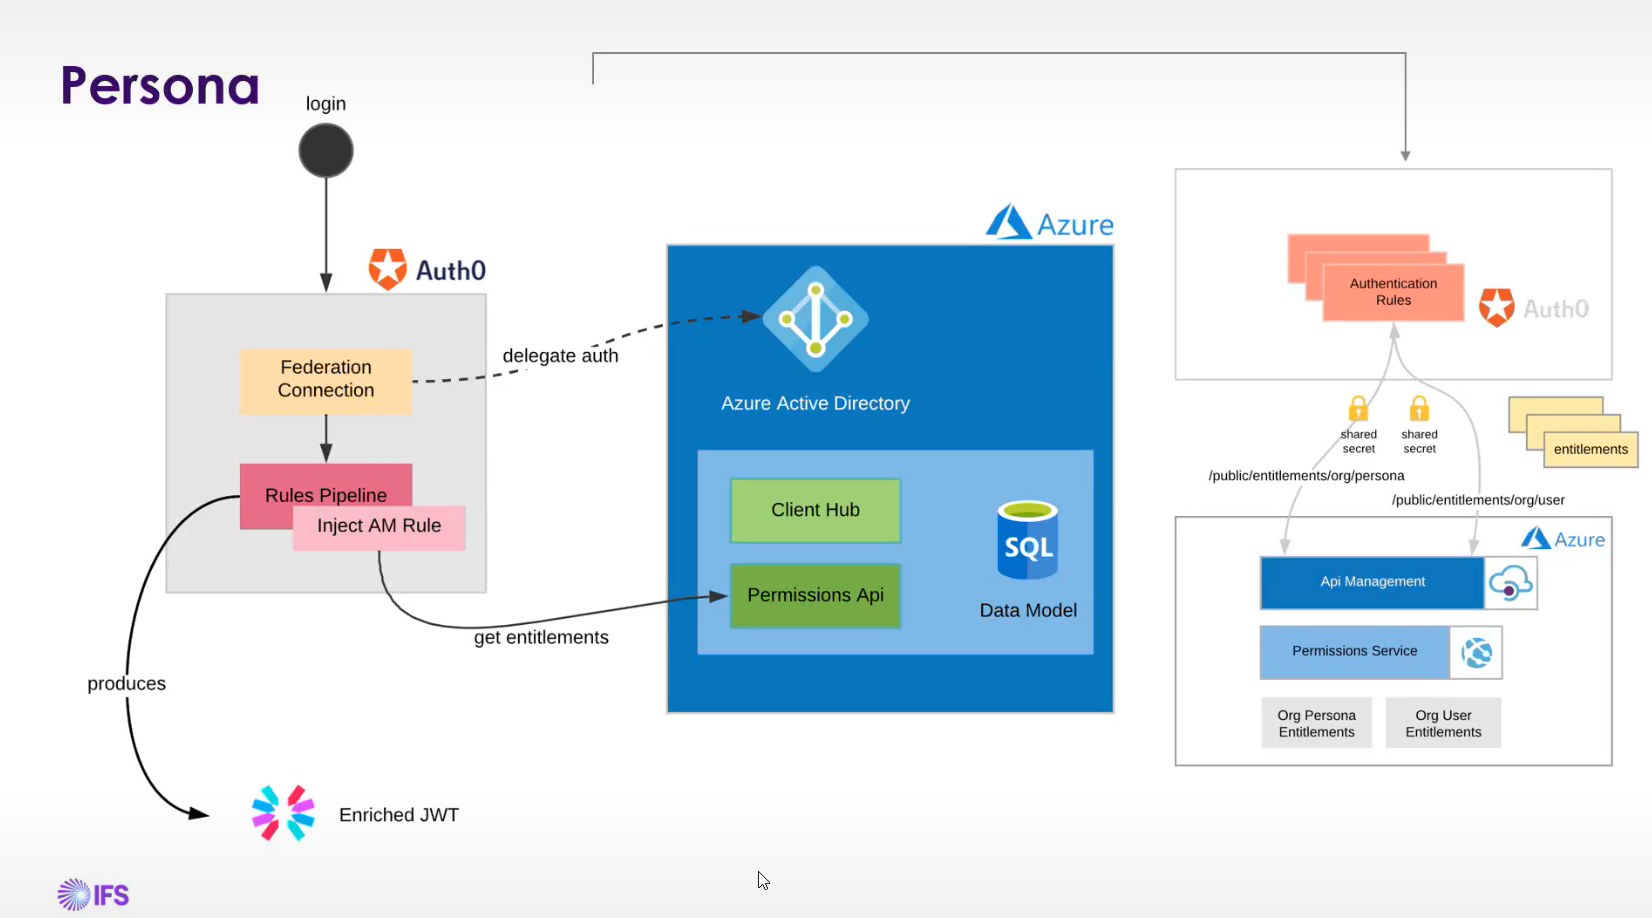 Persona
login
Auth0
Federation
Connection
Rules Pipeline
Inject AM Rule
delegate auth
get entitlements
produces
Enriched JWT
Azure
Azure Active Directory
Client Hub
Permissions Api
SQL
Data Model
Authentication
Rules
Auth0
shared
secret
shared
secret
/public/entitlements/org/persona
/public/entitlements/org/user
entitlements
Azure
Api Management
Permissions Service
Org Persona
Entitlements
Org User
Entitlements
IFS